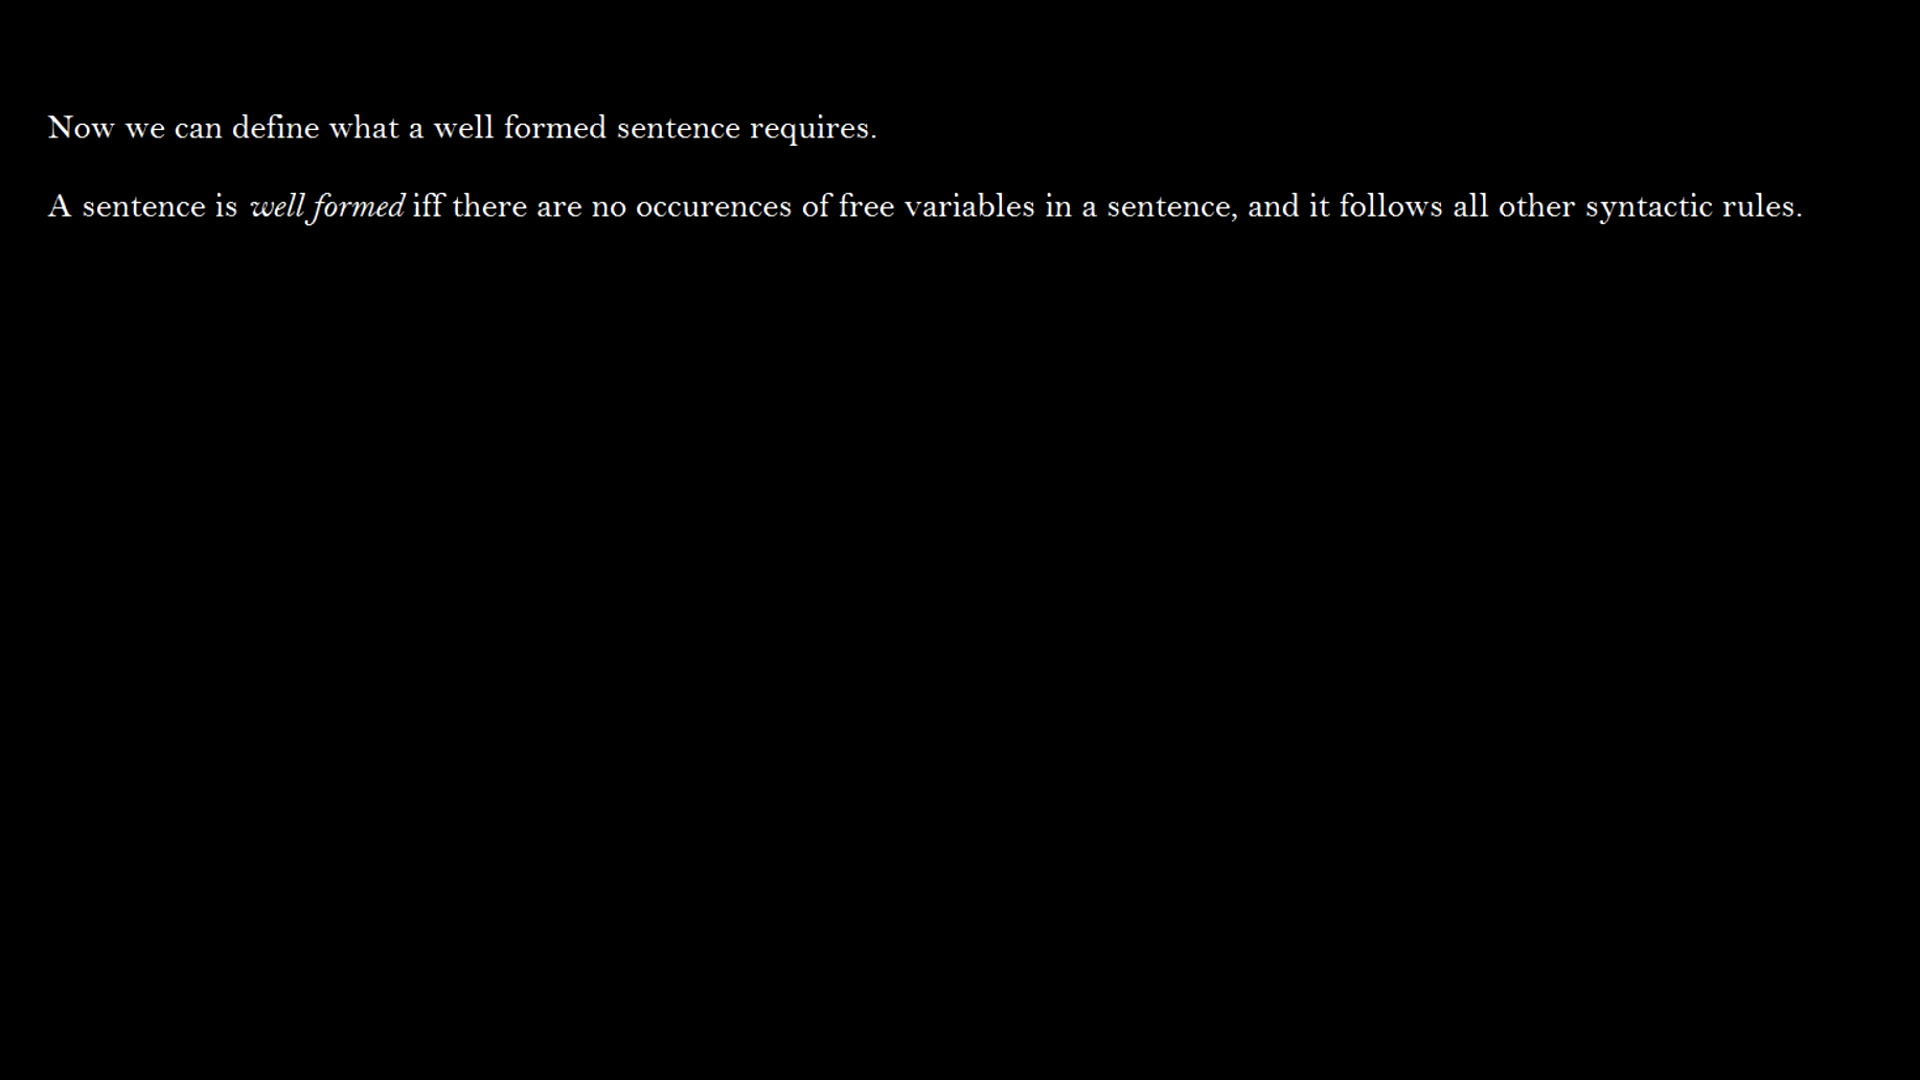 Now we can define what a well formed sentence requires.
A sentence is well formed iff there are no occurences of free variables in a sentence, and it follows all other syntactic rules.